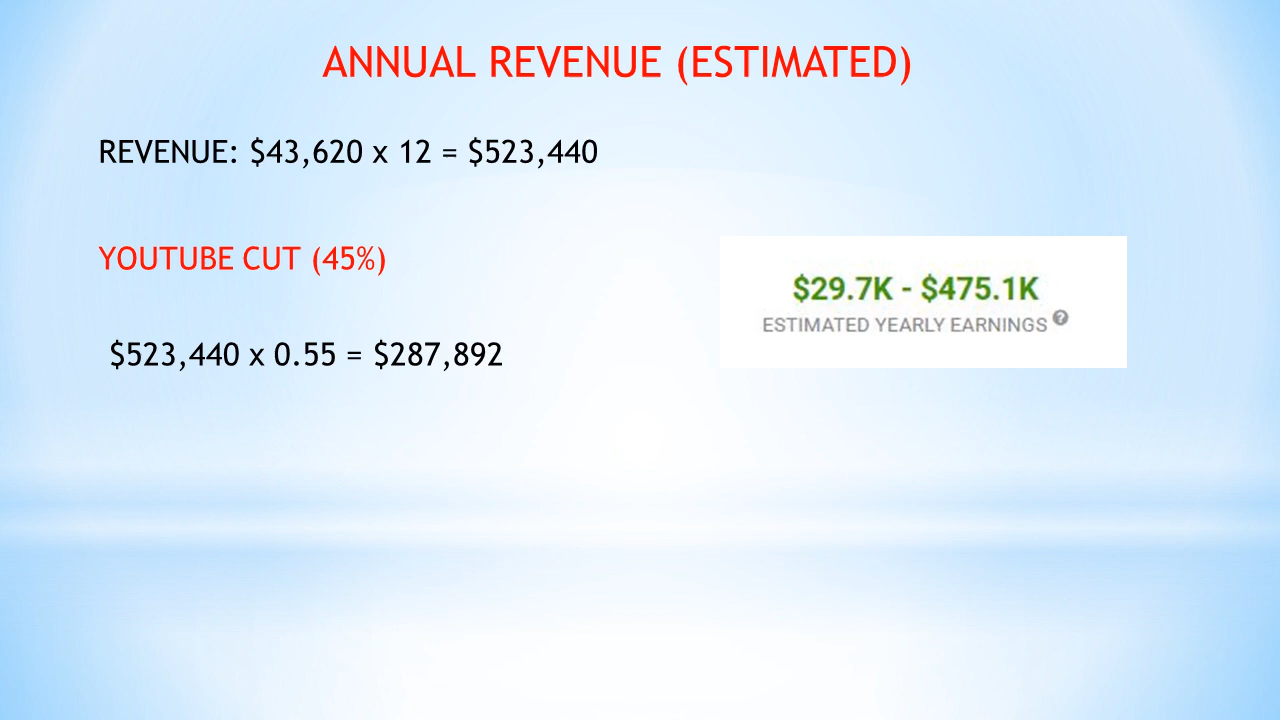 ANNUAL REVENUE (ESTIMATED)
REVENUE: $43,620 x 12 = $523,440
YOUTUBE CUT (45%)
$523,440 x 0.55 = $287,892
$29.7K - $475.1K
ESTIMATED YEARLY EARNINGS ?